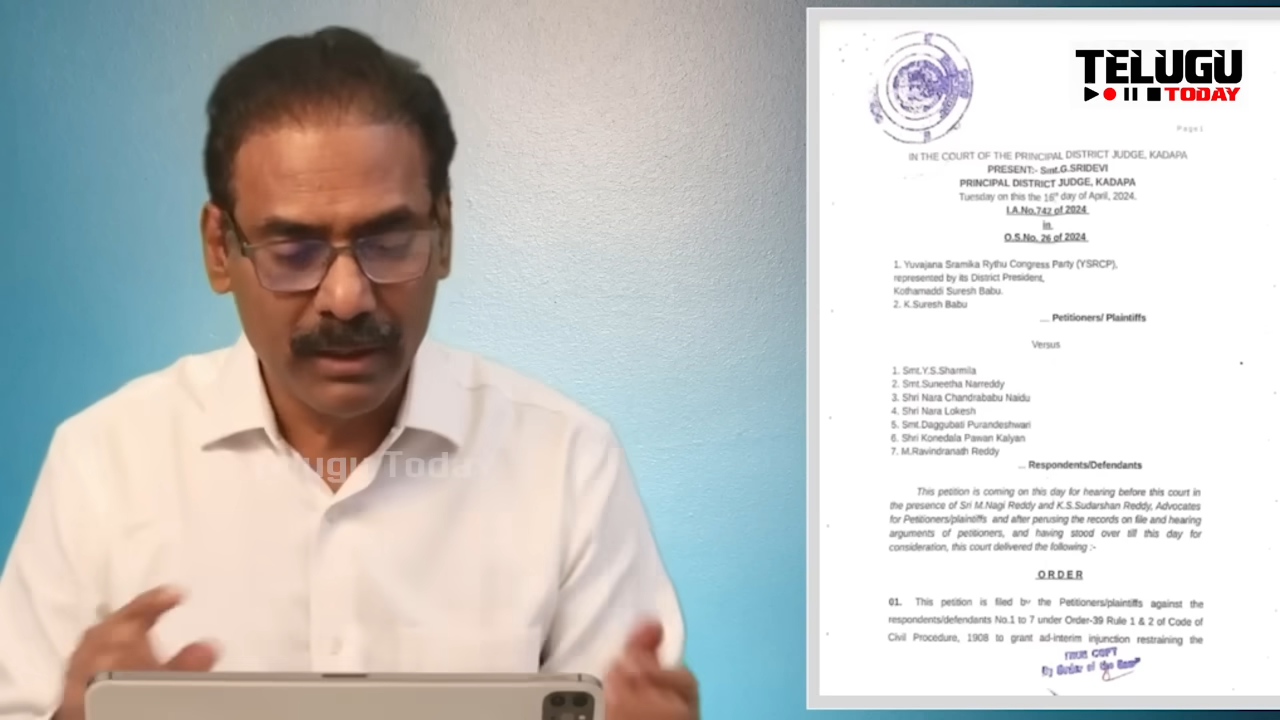 TELUGU
TODAY
Page1
IN THE COURT OF THE PRINCIPAL DISTRICT JUDGE, KADAPA
PRESENT:- Smt.G.SRIDEVI
PRINCIPAL DISTRICT JUDGE, KADAPA
Tuesday on this the 16th day of April, 2024.
I.A.No.742 of 2024
in
O.S.No. 26 of 2024
1. Yuvajana Sramika Rythu Congress Party (YSRCP),
represented by its District President,
Kothamaddi Suresh Babu.
2. K.Suresh Babu
.... Petitioners/ Plaintiffs
Versus
1. Smt.Y.S.Sharmila
2. Smt.Suneetha Narreddy
3. Shri Nara Chandrababu Naidu
4. Shri Nara Lokesh
5. Smt.Daggubati Purandeshwari
6. Shri Konedala Pawan Kalyan
7. M.Ravindranath Reddy
... Respondents/Defendants
This petition is coming on this day for hearing before this court in
the presence of Sri M.Nagi Reddy and K.S.Sudarshan Reddy, Advocates
for Petitioners/plaintiffs and after perusing the records on file and hearing
arguments of petitioners, and having stood over till this day for
consideration, this court delivered the following :-
ORDER
01. This petition is filed by the Petitioners/plaintiffs against the
respondents/defendants No.1 to 7 under Order-39 Rule 1 & 2 of Code of
Civil Procedure, 1908 to grant ad-interim injunction restraining the
TRUE COPY
By Order of the
Telugu Today